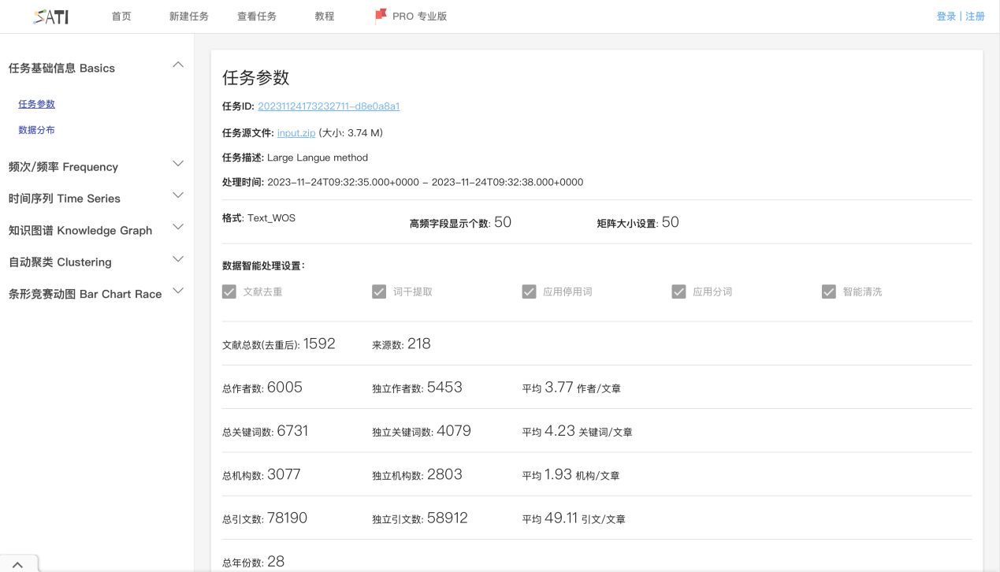 SATI 首页 新建任务 查看任务 教程 PRO 专业版 登录 | 注册
任务基础信息 Basics
任务参数
数据分布
频次/频率 Frequency
时间序列 Time Series
知识图谱 Knowledge Graph
自动聚类 Clustering
条形竞赛动图 Bar Chart Race
任务参数
任务ID: 20231124173232711-d8e0a8a1
任务源文件: input.zip (大小: 3.74 M)
任务描述: Large Langue method
处理时间: 2023-11-24T09:32:35.000+0000 - 2023-11-24T09:32:38.000+0000
格式: Text_WOS 高频字段显示个数: 50 矩阵大小设置: 50
数据智能处理设置:
文献去重 词干提取 应用停用词 应用分词 智能清洗
文献总数(去重后): 1592 来源数: 218
总作者数: 6005 独立作者数: 5453 平均 3.77 作者/文章
总关键词数: 6731 独立关键词数: 4079 平均 4.23 关键词/文章
总机构数: 3077 独立机构数: 2803 平均 1.93 机构/文章
总引文数: 78190 独立引文数: 58912 平均 49.11 引文/文章
总年份数: 28